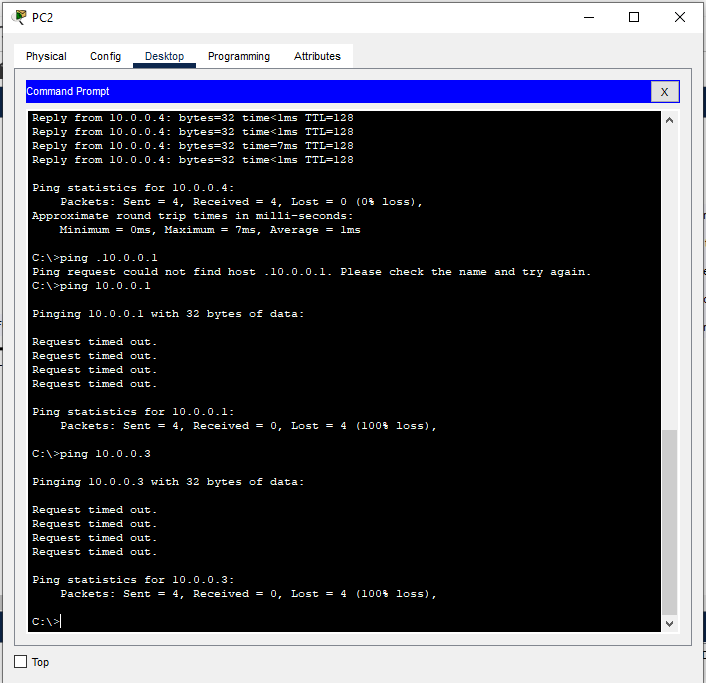 PC2
Physical Config Desktop Programming Attributes
Command Prompt
X
Reply from 10.0.0.4: bytes=32 time<1ms TTL=128
Reply from 10.0.0.4: bytes=32 time<1ms TTL=128
Reply from 10.0.0.4: bytes=32 time=7ms TTL=128
Reply from 10.0.0.4: bytes=32 time<1ms TTL=128
Ping statistics for 10.0.0.4:
Packets: Sent = 4, Received = 4, Lost = 0 (0% loss),
Approximate round trip times in milli-seconds:
Minimum = 0ms, Maximum = 7ms, Average = 1ms
C:\>ping .10.0.0.1
Ping request could not find host .10.0.0.1. Please check the name and try again.
C:\>ping 10.0.0.1
Pinging 10.0.0.1 with 32 bytes of data:
Request timed out.
Request timed out.
Request timed out.
Request timed out.
Ping statistics for 10.0.0.1:
Packets: Sent = 4, Received = 0, Lost = 4 (100% loss),
C:\>ping 10.0.0.3
Pinging 10.0.0.3 with 32 bytes of data:
Request timed out.
Request timed out.
Request timed out.
Request timed out.
Ping statistics for 10.0.0.3:
Packets: Sent = 4, Received = 0, Lost = 4 (100% loss),
C:\>
Top